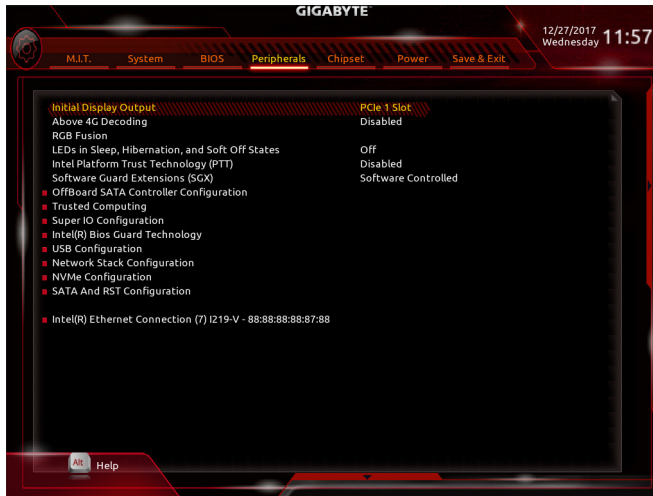 GIGABYTE
12/27/2017 Wednesday 11:57
M.I.T. System BIOS Peripherals Chipset Power Save & Exit
Initial Display Output PCIe 1 Slot
Above 4G Decoding Disabled
RGB Fusion
LEDs in Sleep, Hibernation, and Soft Off States Off
Intel Platform Trust Technology (PTT) Disabled
Software Guard Extensions (SGX) Software Controlled
OffBoard SATA Controller Configuration
Trusted Computing
Super IO Configuration
Intel(R) Bios Guard Technology
USB Configuration
Network Stack Configuration
NVMe Configuration
SATA And RST Configuration
Intel(R) Ethernet Connection (7) I219-V - 88:88:88:88:87:88
Alt Help